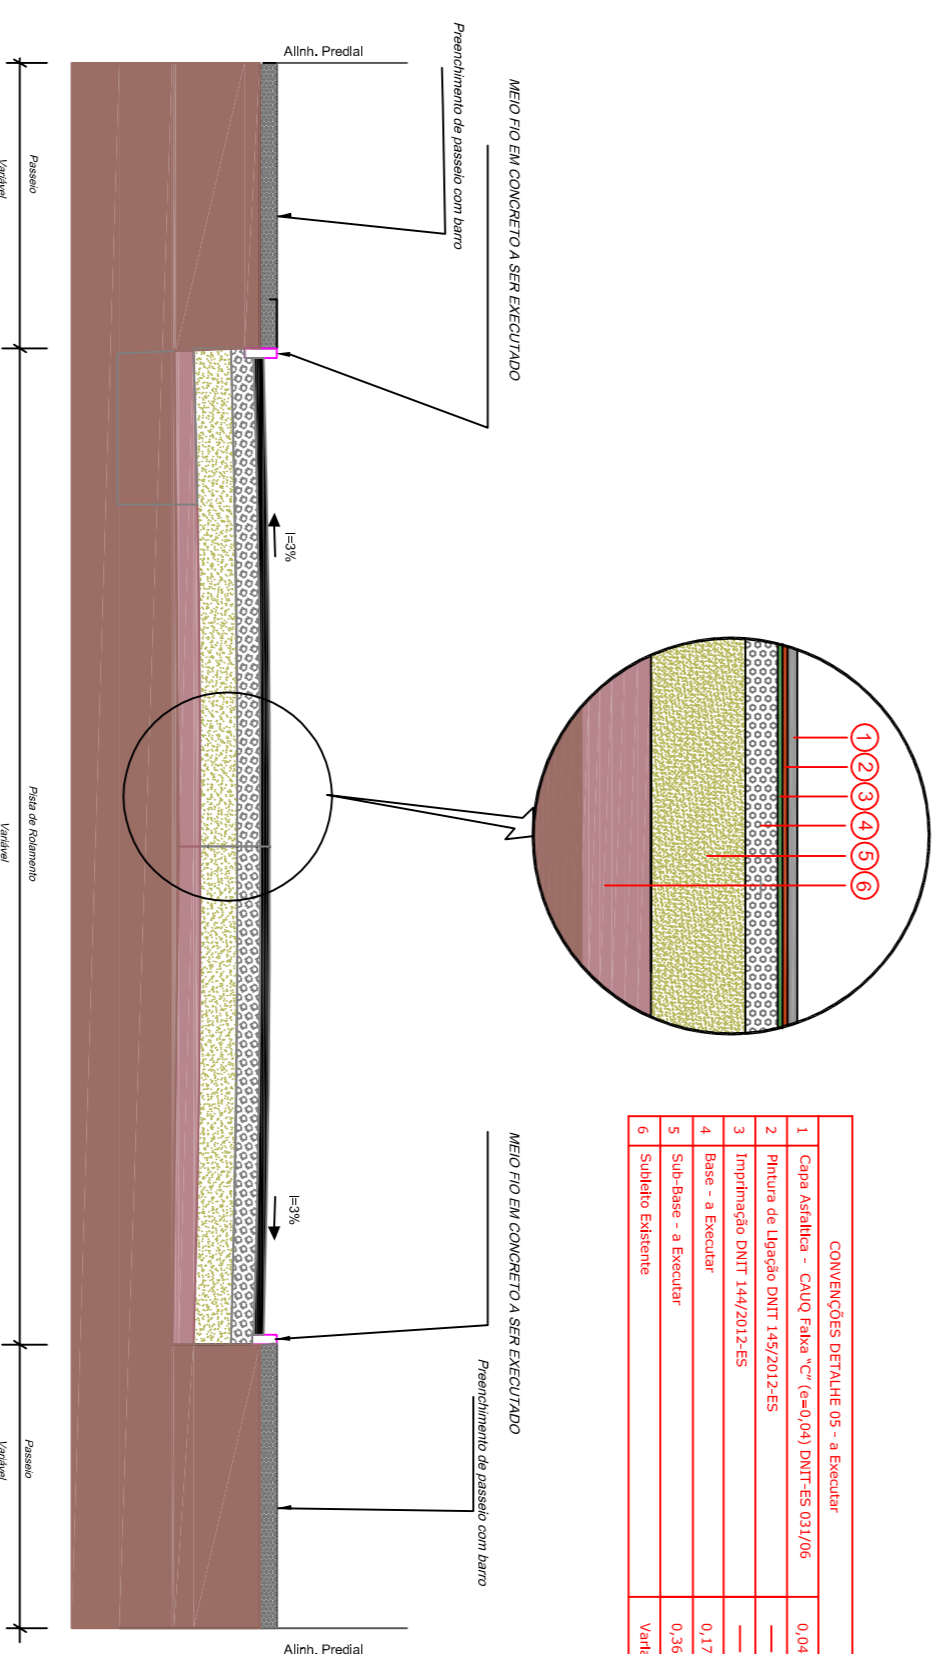 CONVENÇÕES DETALHE 05 - a Executar
1 Capa Asfáltica - CAUQ Faixa "C" (e=0,04) DNIT-ES 031/06 0,04
2 Pintura de Ligação DNIT 145/2012-ES —
3 Imprimação DNIT 144/2012-ES —
4 Base - a Executar 0,17
5 Sub-Base - a Executar 0,36
6 Subleito Existente
1
2
3
4
5
6
MEIO FIO EM CONCRETO A SER EXECUTADO
Preenchimento de passeio com barro
MEIO FIO EM CONCRETO A SER EXECUTADO
Preenchimento de passeio com barro
Alinh. Predial
I=3%
I=3%
Alinh. Predial
Passeio
Variável
Pista de Rolamento
Variável
Passeio
Variável